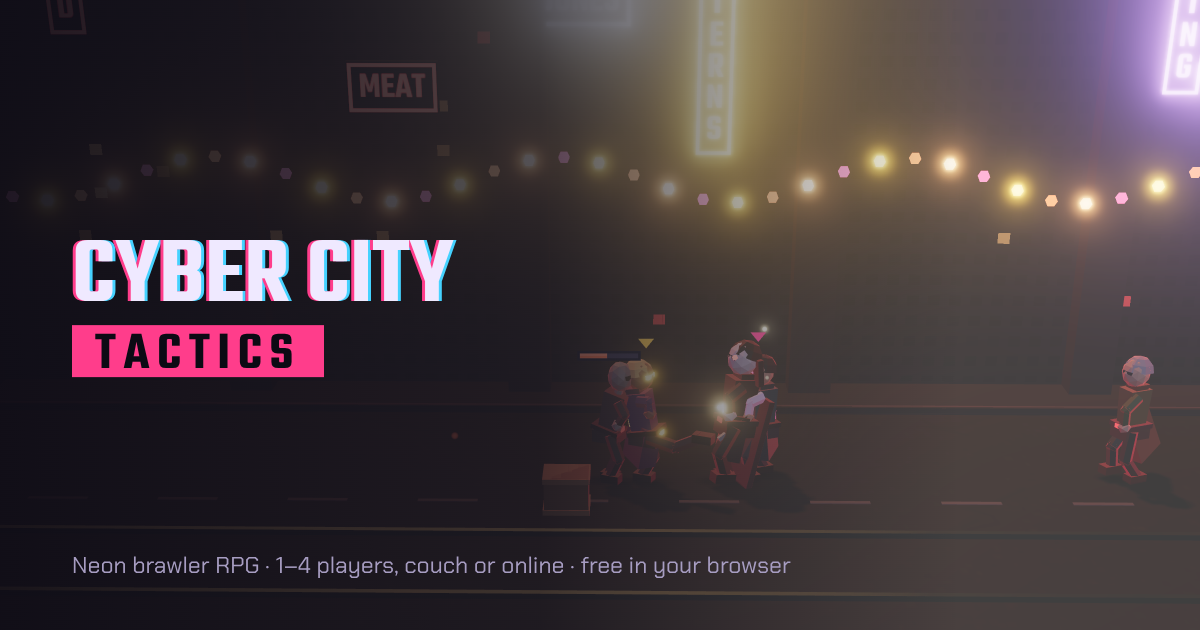 MEAT
CYBER CITY
TACTICS
Neon brawler RPG · 1–4 players, couch or online · free in your browser